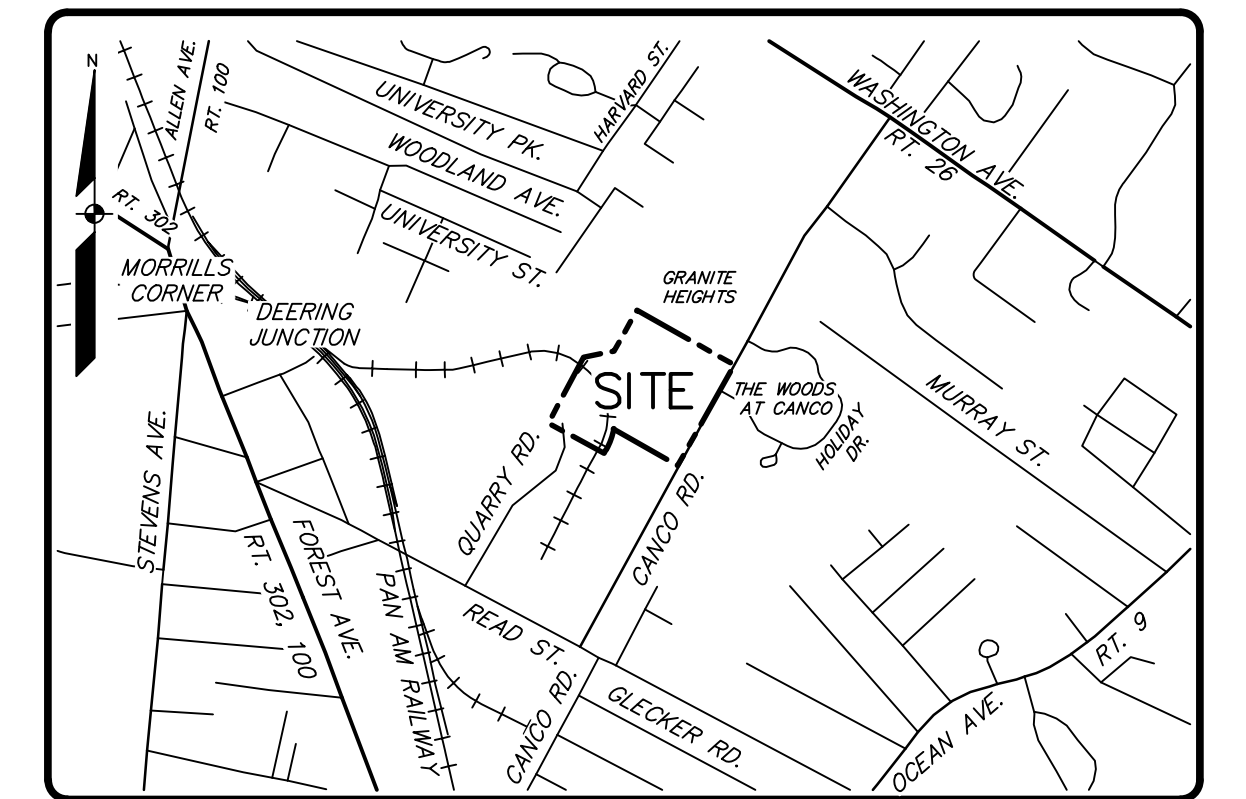 N
ALLEN AVE.
RT. 100
RT. 302
MORRILLS
CORNER
DEERING
JUNCTION
UNIVERSITY PK.
HARVARD ST.
WOODLAND AVE.
UNIVERSITY ST.
WASHINGTON AVE.
RT. 26
GRANITE
HEIGHTS
SITE
THE WOODS
AT CANCO
HOLIDAY
DR.
MURRAY ST.
STEVENS AVE.
QUARRY RD.
CANCO RD.
FOREST AVE.
RT. 302, 100
PAN AM RAILWAY
READ ST.
CANCO RD.
GLECKER RD.
OCEAN AVE.
RT. 9